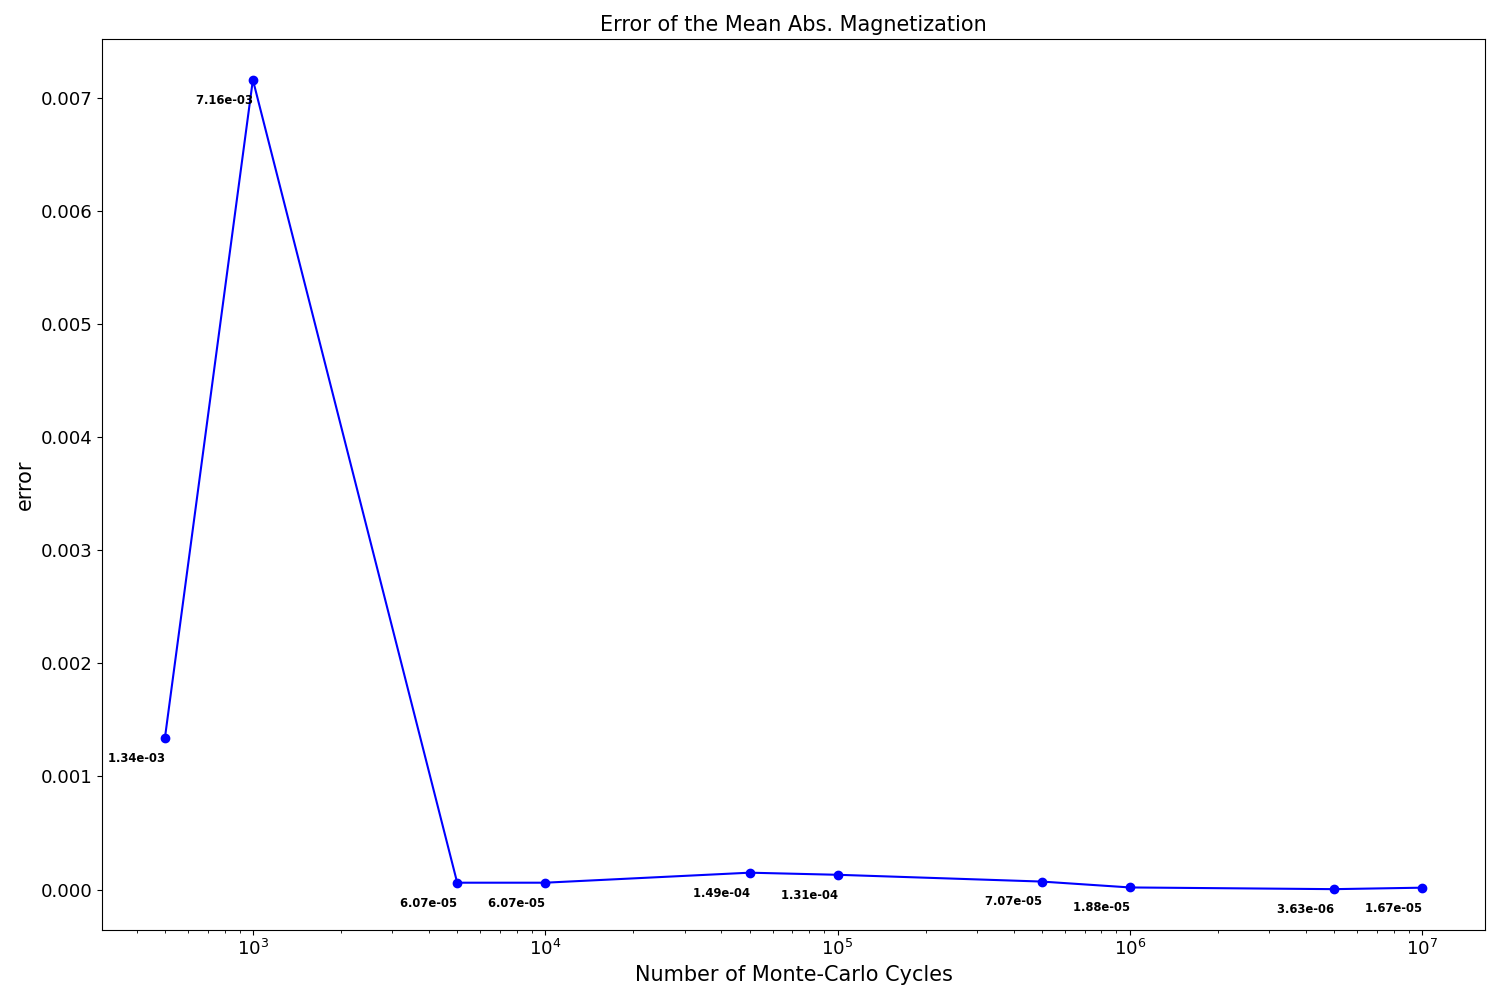 Error of the Mean Abs. Magnetization
0.007
0.006
0.005
0.004
0.003
0.002
0.001
0.000
error
7.16e-03
1.34e-03
6.07e-05
6.07e-05
1.49e-04
1.31e-04
7.07e-05
1.88e-05
3.63e-06
1.67e-05
10³
10⁴
10⁵
10⁶
10⁷
Number of Monte-Carlo Cycles